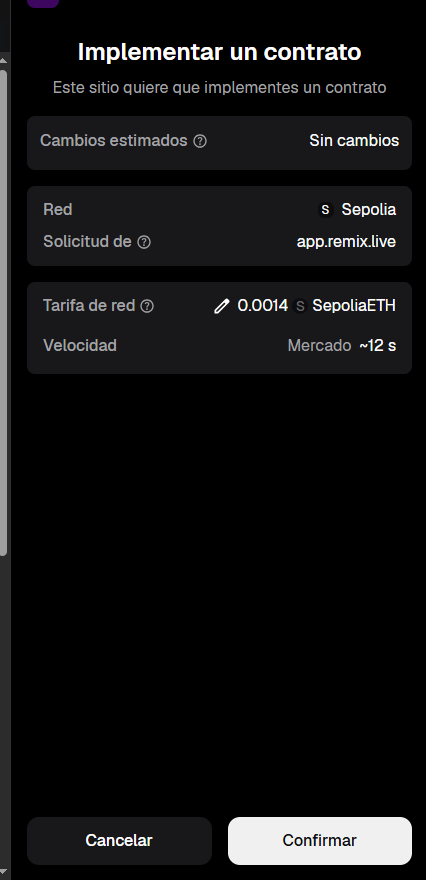 Implementar un contrato
Este sitio quiere que implementes un contrato
Cambios estimados ? Sin cambios
Red S Sepolia
Solicitud de ? app.remix.live
Tarifa de red ? 0.0014 S SepoliaETH
Velocidad Mercado ~12 s
Cancelar Confirmar